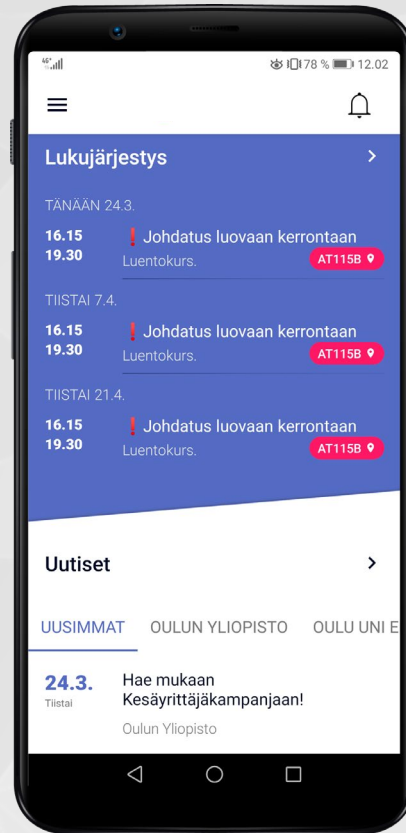 4G+
78 % 12.02
Lukujärjestys
TÄNÄÄN 24.3.
16.15
19.30
❗ Johdatus luovaan kerrontaan
Luentokurs.
AT115B
TIISTAI 7.4.
16.15
19.30
❗ Johdatus luovaan kerrontaan
Luentokurs.
AT115B
TIISTAI 21.4.
16.15
19.30
❗ Johdatus luovaan kerrontaan
Luentokurs.
AT115B
Uutiset
UUSIMMAT OULUN YLIOPISTO OULU UNI E
24.3.
Tiistai
Hae mukaan
Kesäyrittäjäkampanjaan!
Oulun Yliopisto